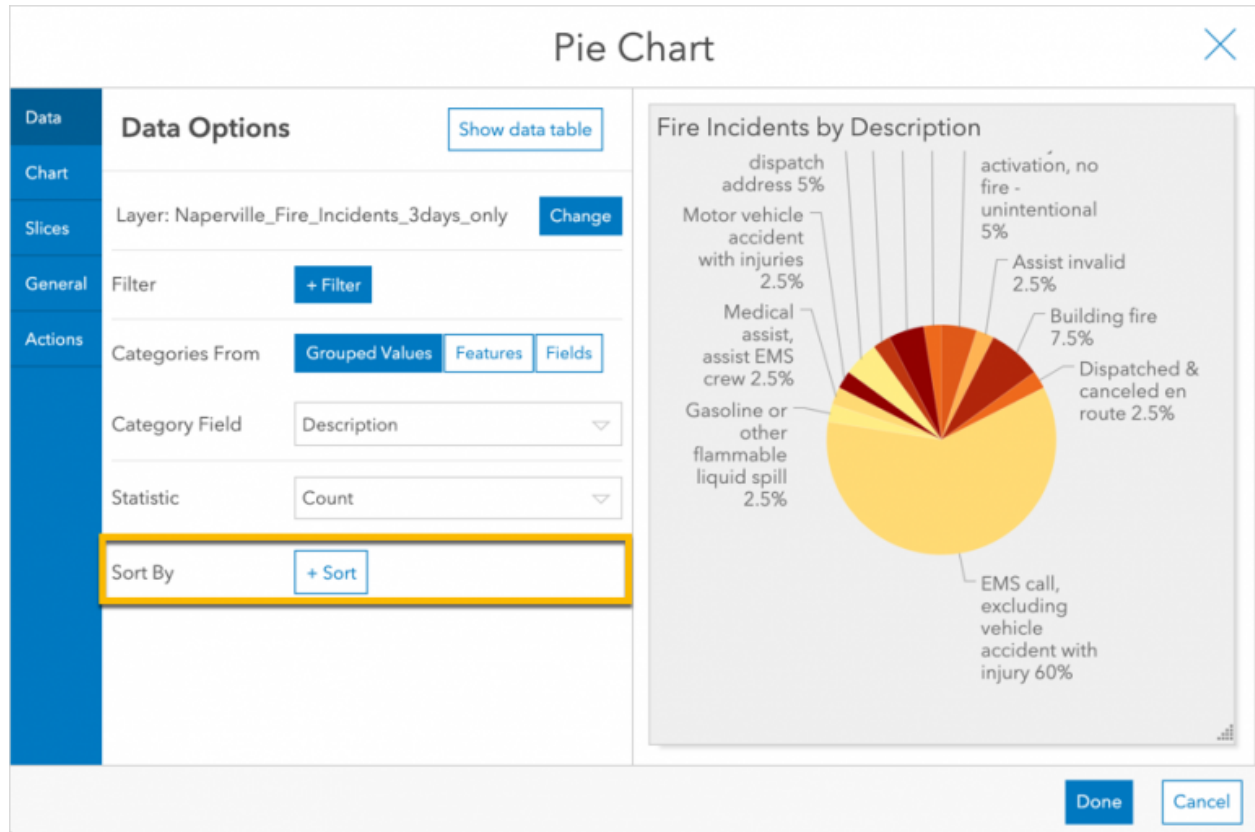 Pie Chart
Data
Chart
Slices
General
Actions
Data Options
Show data table
Layer: Naperville_Fire_Incidents_3days_only
Change
Filter
+ Filter
Categories From
Grouped Values
Features
Fields
Category Field
Description
Statistic
Count
Sort By
+ Sort
Fire Incidents by Description
dispatch
address 5%
Motor vehicle
accident
with injuries
2.5%
Medical
assist,
assist EMS
crew 2.5%
Gasoline or
other
flammable
liquid spill
2.5%
activation, no
fire -
unintentional
5%
Assist invalid
2.5%
Building fire
7.5%
Dispatched &
canceled en
route 2.5%
EMS call,
excluding
vehicle
accident with
injury 60%
Done
Cancel